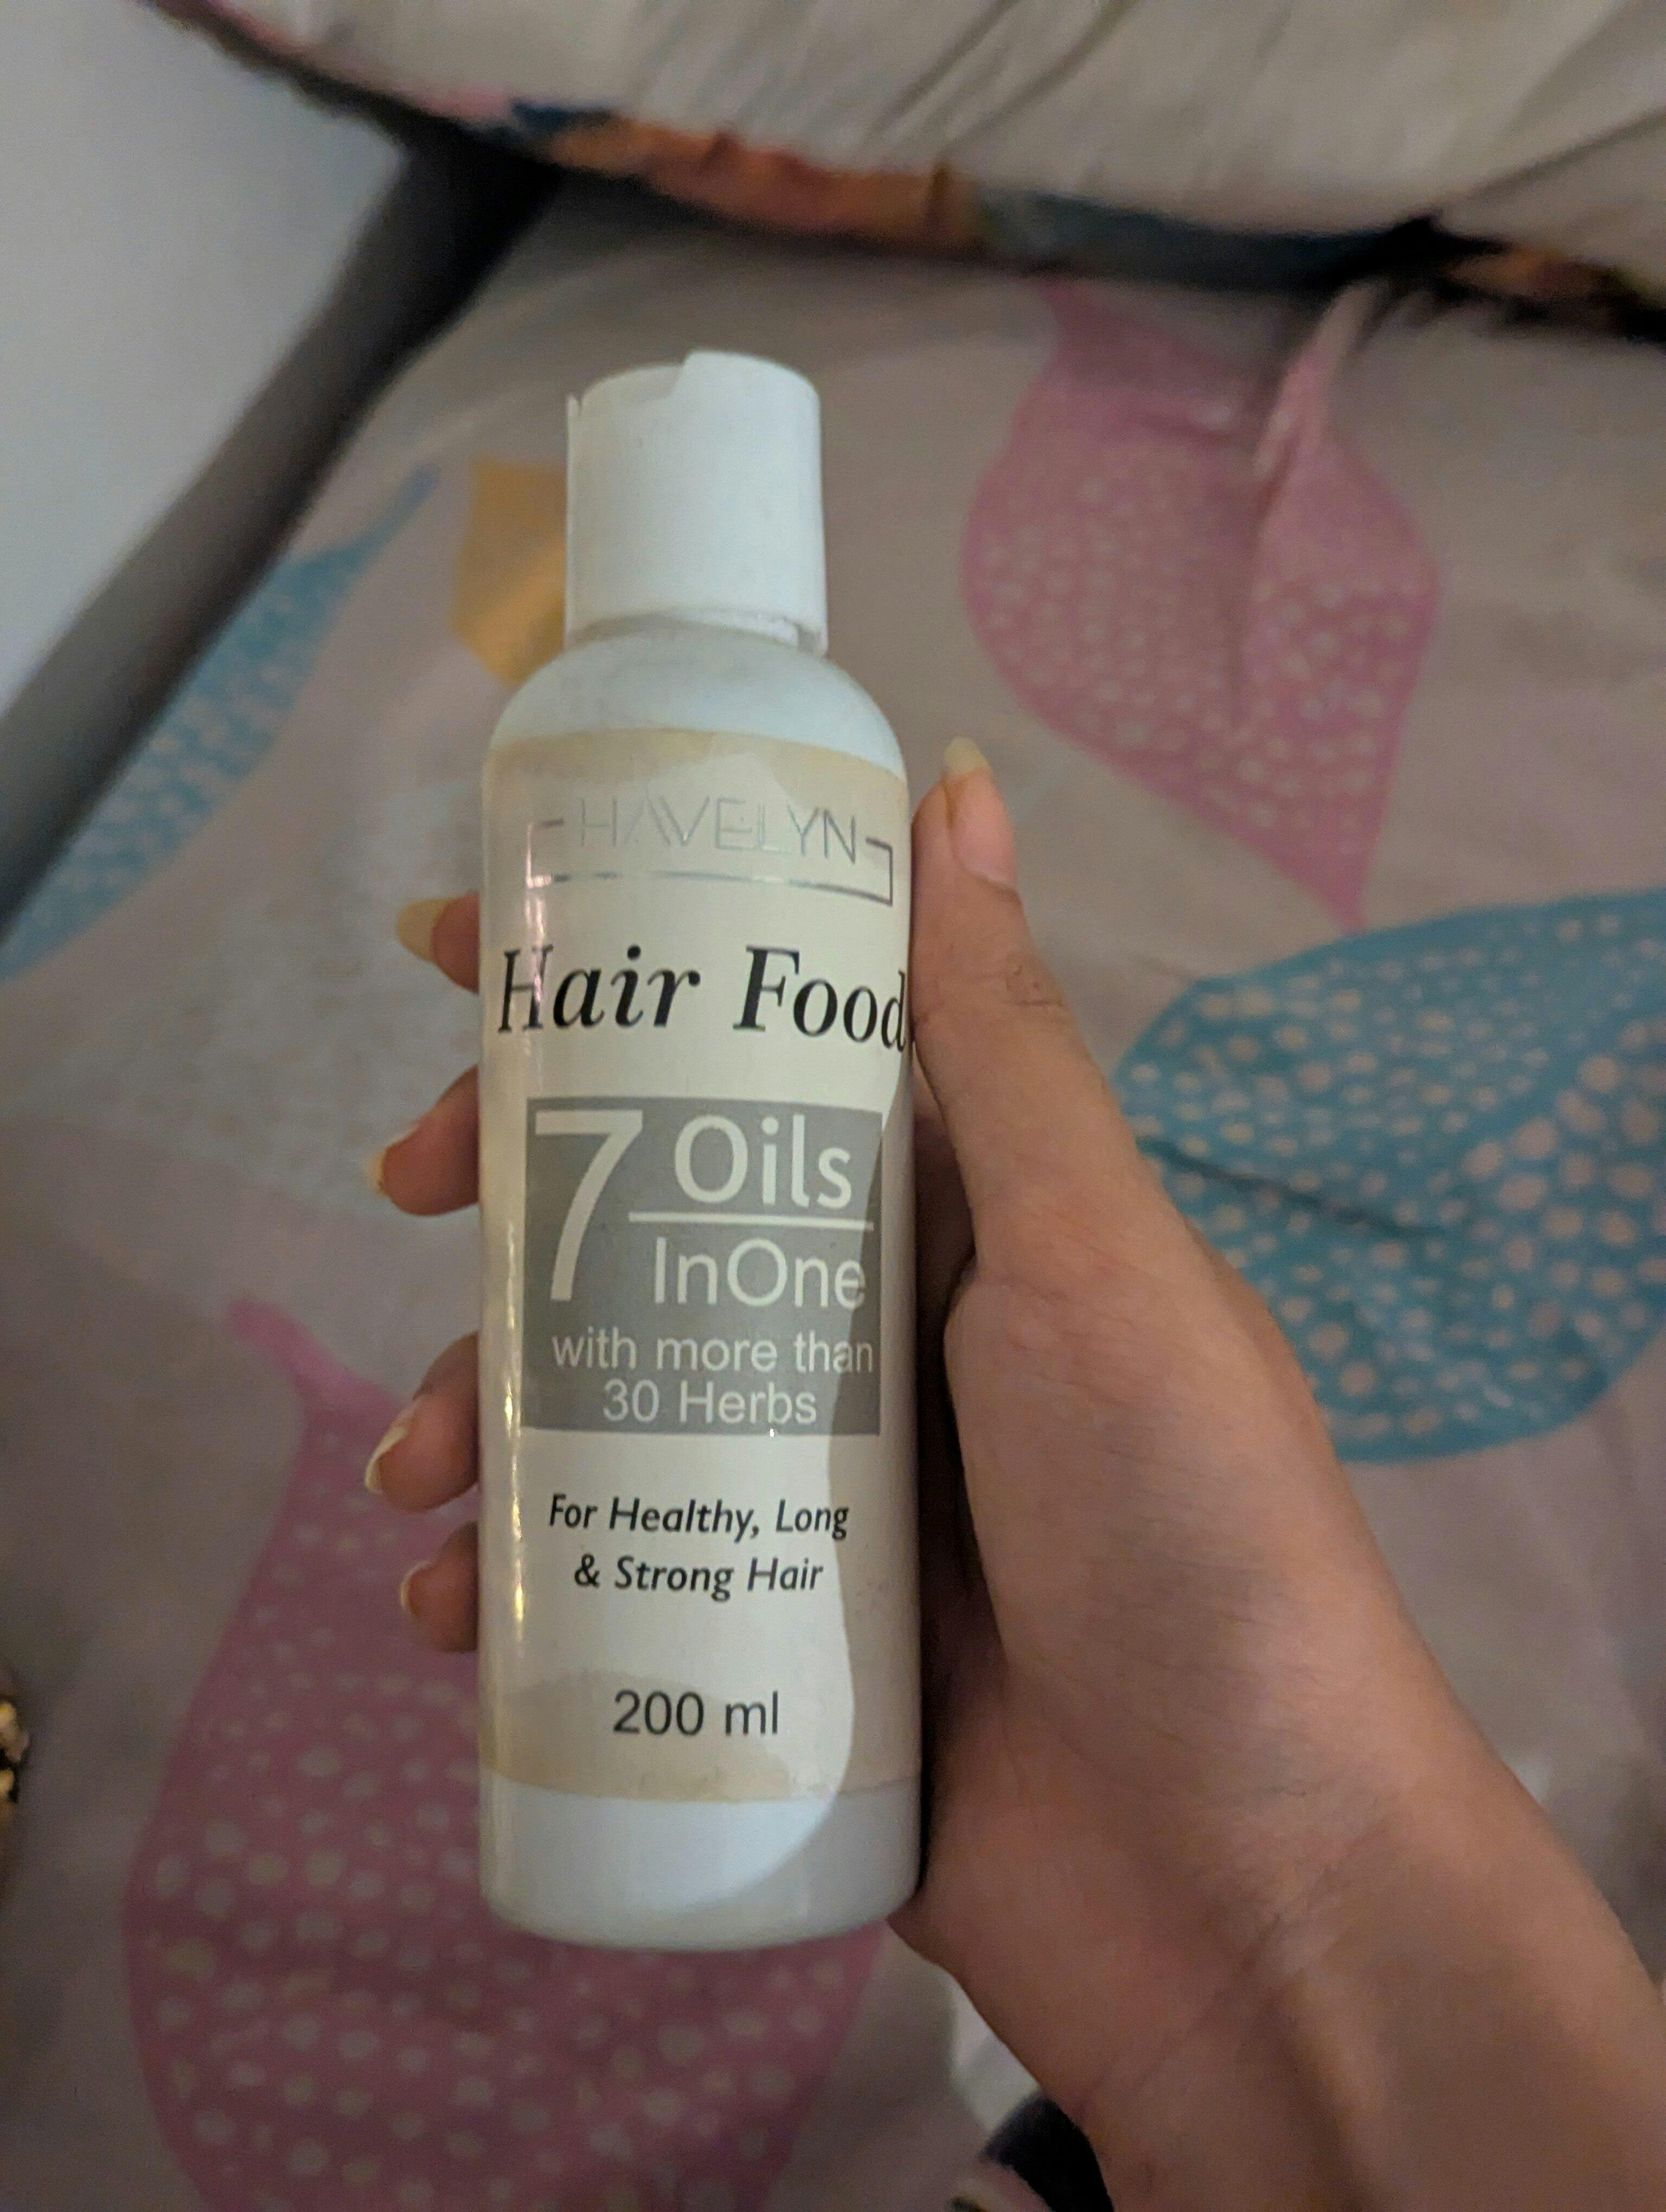 HAVELYN
Hair Food
7 Oils
InOne
with more than
30 Herbs
For Healthy, Long
& Strong Hair
200 ml